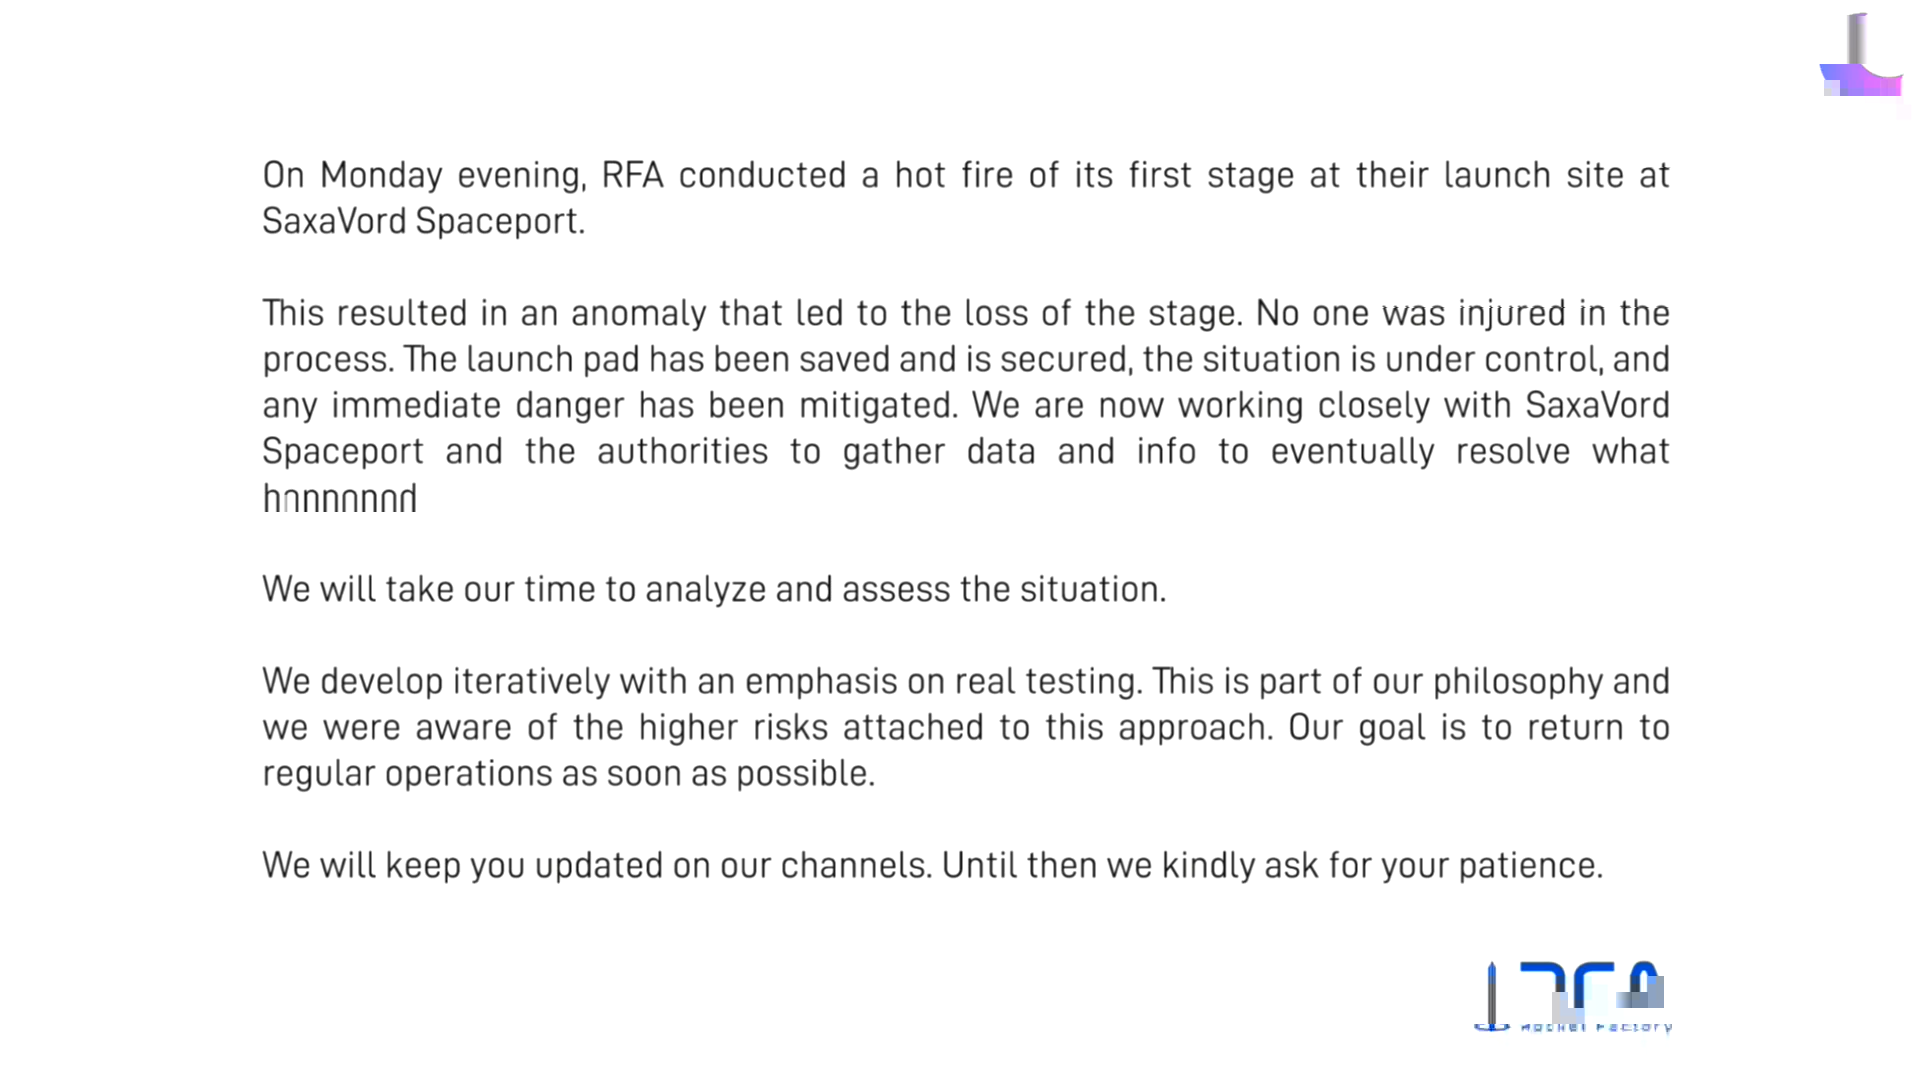 On Monday evening, RFA conducted a hot fire of its first stage at their launch site at
SaxaVord Spaceport.
This resulted in an anomaly that led to the loss of the stage. No one was injured in the
process. The launch pad has been saved and is secured, the situation is under control, and
any immediate danger has been mitigated. We are now working closely with SaxaVord
Spaceport and the authorities to gather data and info to eventually resolve what
We will take our time to analyze and assess the situation.
We develop iteratively with an emphasis on real testing. This is part of our philosophy and
we were aware of the higher risks attached to this approach. Our goal is to return to
regular operations as soon as possible.
We will keep you updated on our channels. Until then we kindly ask for your patience.
Rocket Factory